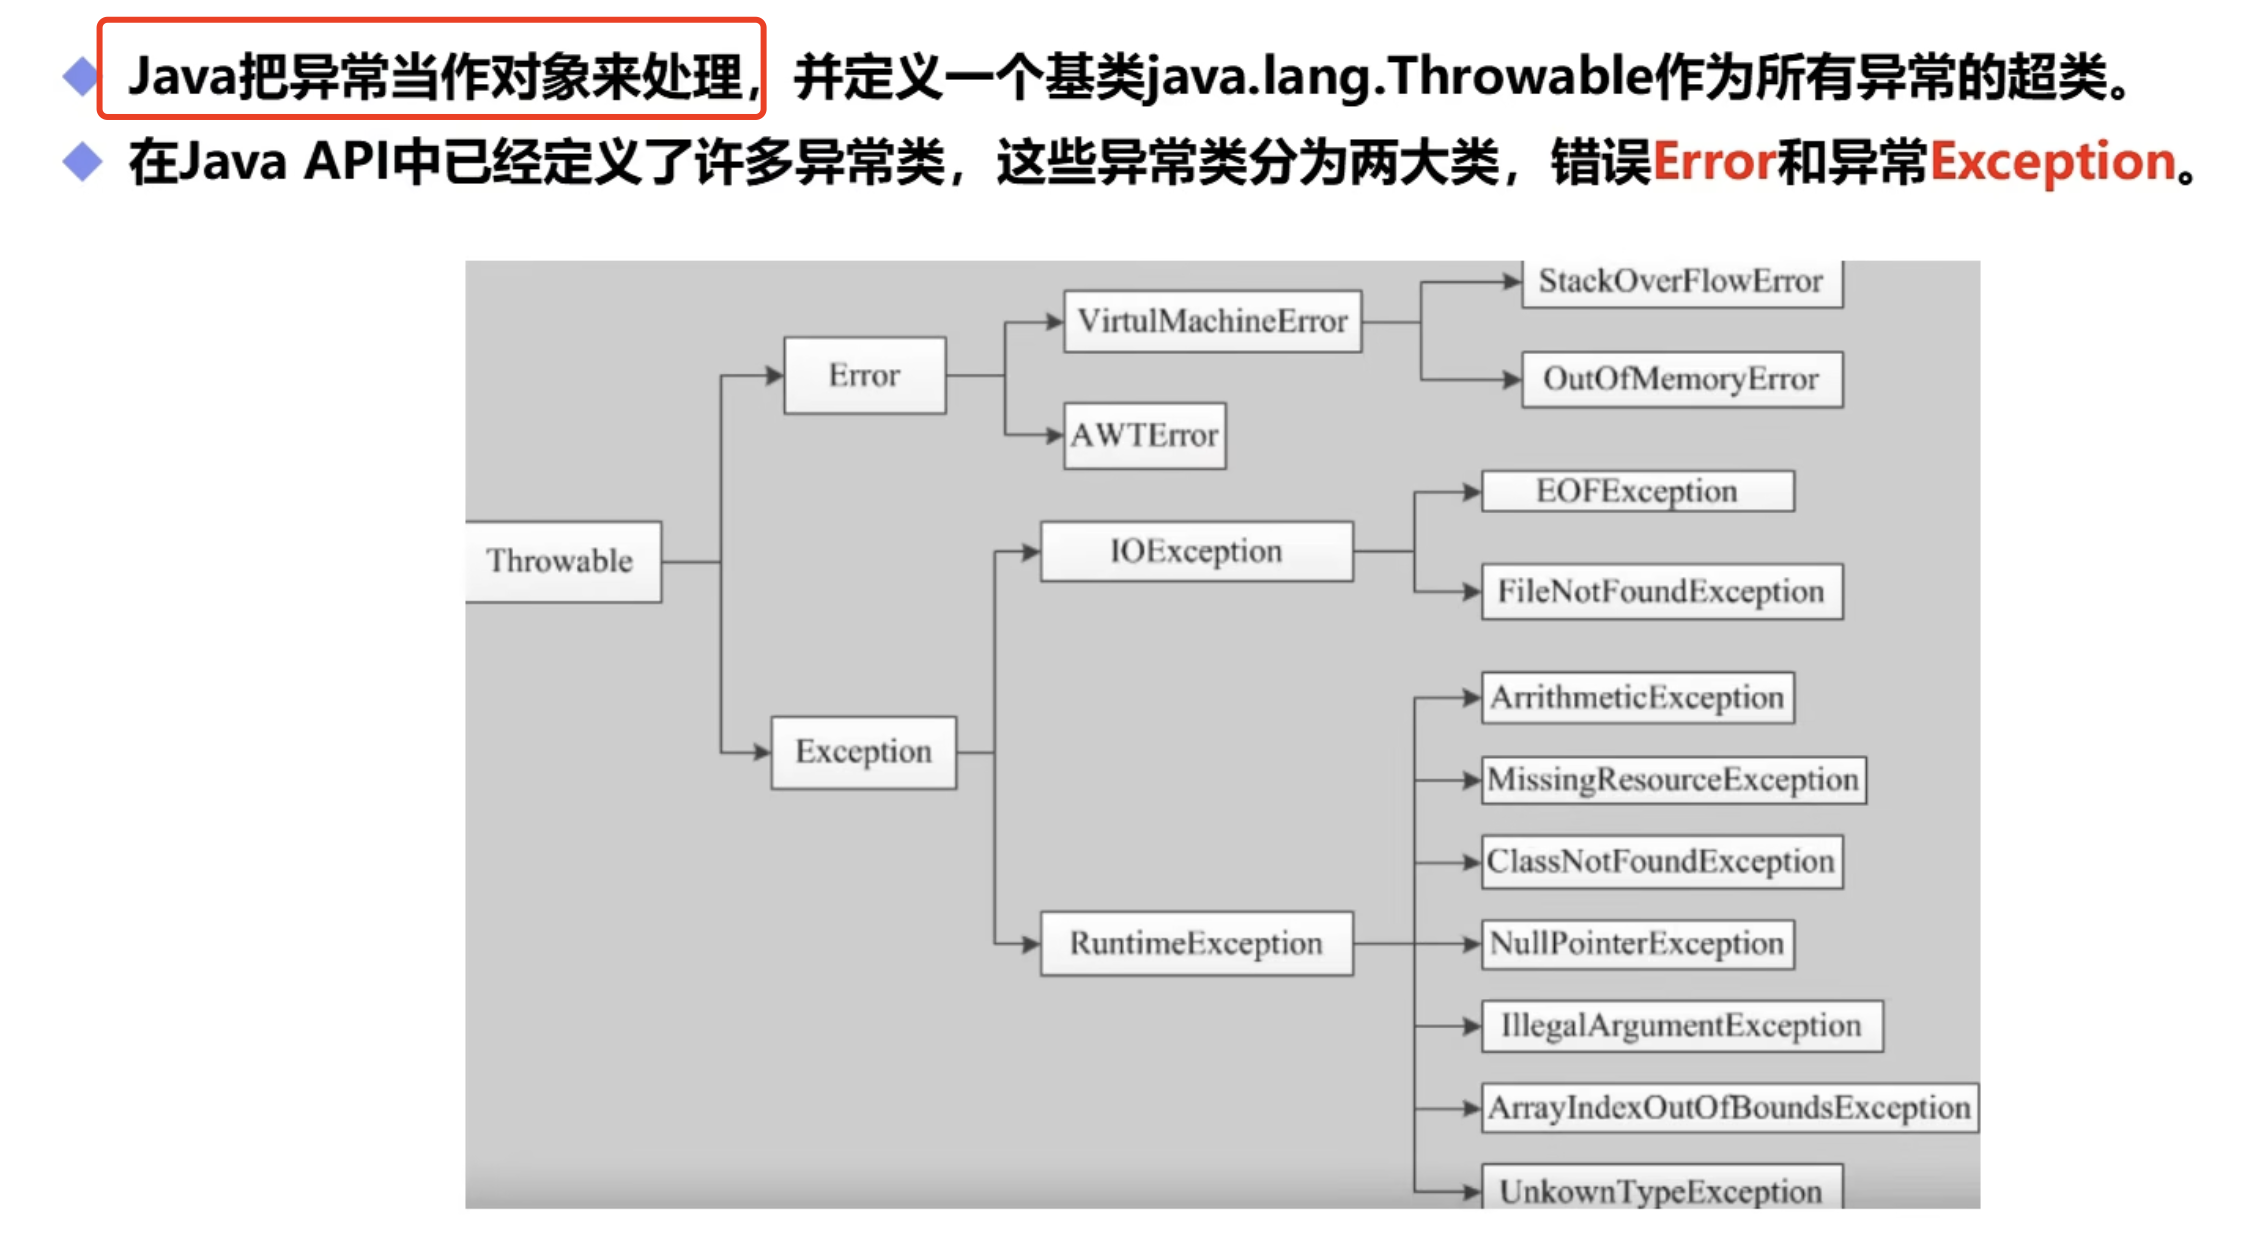 Java把异常当作对象来处理，并定义一个基类java.lang.Throwable作为所有异常的超类。
在Java API中已经定义了许多异常类，这些异常类分为两大类，错误Error和异常Exception。
StackOverFlowError
VirtulMachineError
Error
OutOfMemoryError
AWTError
EOFException
IOException
Throwable
FileNotFoundException
ArrithmeticException
Exception
MissingResourceException
ClassNotFoundException
RuntimeException
NullPointerException
IllegalArgumentException
ArrayIndexOutOfBoundsException
UnkownTypeException